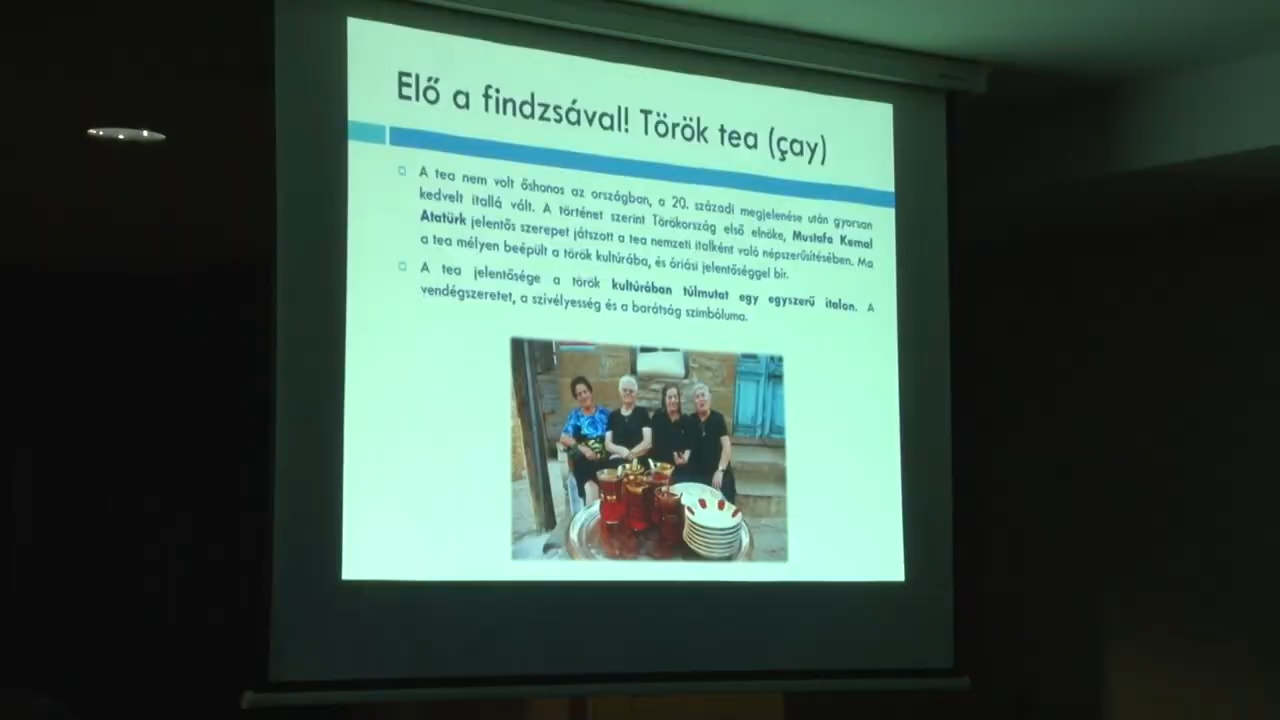 Elő a findzsával! Török tea (çay)
A tea nem volt őshonos az országban, a 20. századi megjelenése után gyorsan
kedvelt itallá vált. A történet szerint Törökország első elnöke, Mustafa Kemal
Atatürk jelentős szerepet játszott a tea nemzeti italként való népszerűsítésében. Ma
a tea mélyen beépült a török kultúrába, és óriási jelentőséggel bír.
A tea jelentősége a török kultúrában túlmutat egy egyszerű italon. A
vendégszeretet, a szívélyesség és a barátság szimbóluma.